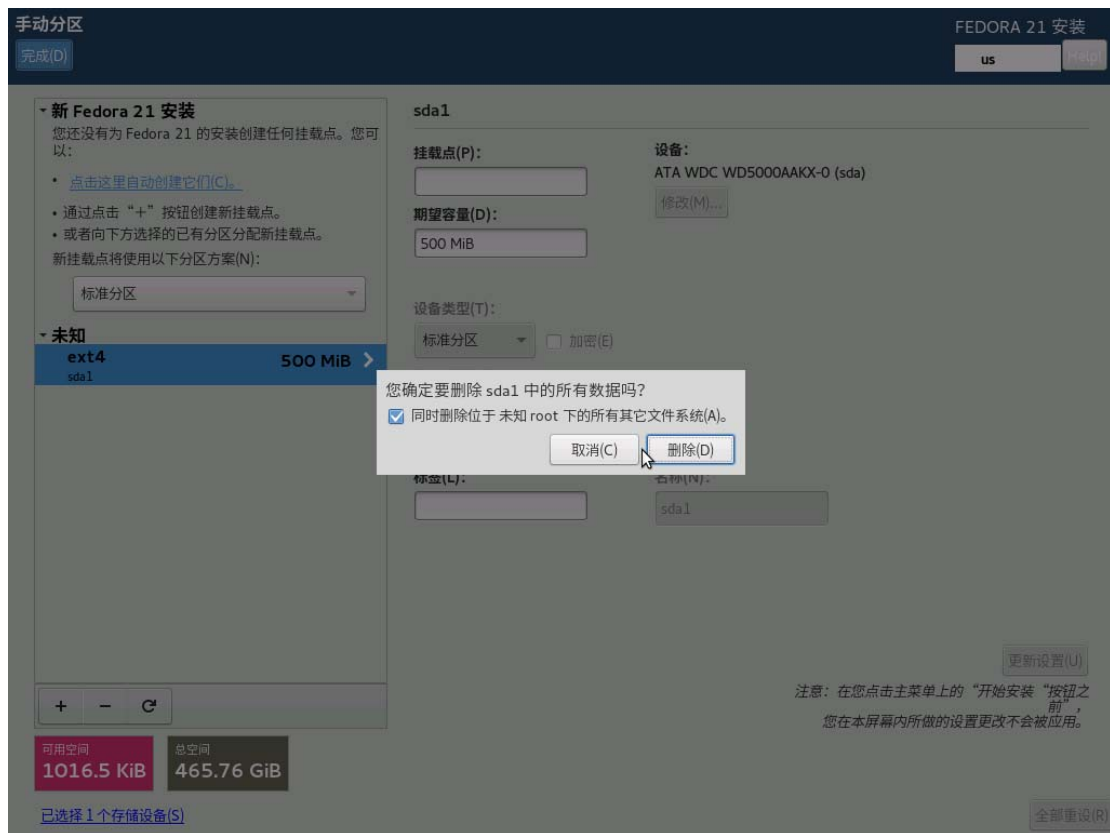 手动分区
FEDORA 21 安装
完成(D)
us
Help!
新 Fedora 21 安装
您还没有为 Fedora 21 的安装创建任何挂载点。您可
以:
• 点击这里自动创建它们(C)。
• 通过点击“+”按钮创建新挂载点。
• 或者向下方选择的已有分区分配新挂载点。
新挂载点将使用以下分区方案(N):
标准分区
未知
ext4
500 MiB
sda1
sda1
挂载点(P):
设备:
ATA WDC WD5000AAKX-0 (sda)
修改(M)...
期望容量(D):
500 MiB
设备类型(T):
标准分区
加密(E)
您确定要删除 sda1 中的所有数据吗?
同时删除位于 未知 root 下的所有其它文件系统(A)。
取消(C)
删除(D)
标签(L):
名称(N):
sda1
更新设置(U)
注意: 在您点击主菜单上的“开始安装“按钮之
前”,
您在本屏幕内所做的设置更改不会被应用。
+ − ⟳
可用空间
1016.5 KiB
总空间
465.76 GiB
已选择 1 个存储设备(S)
全部重设(R)